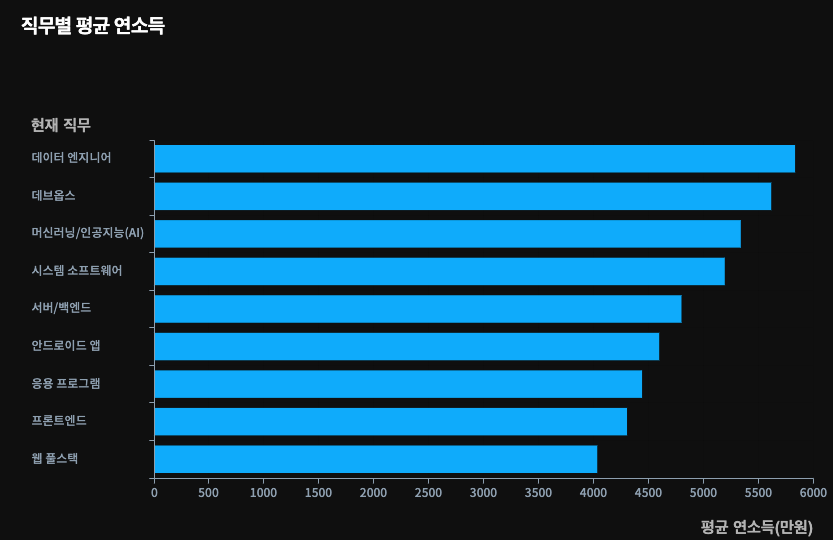 직무별 평균 연소득
현재 직무
데이터 엔지니어
데브옵스
머신러닝/인공지능(AI)
시스템 소프트웨어
서버/백엔드
안드로이드 앱
응용 프로그램
프론트엔드
웹 풀스택
0 500 1000 1500 2000 2500 3000 3500 4000 4500 5000 5500 6000
평균 연소득(만원)